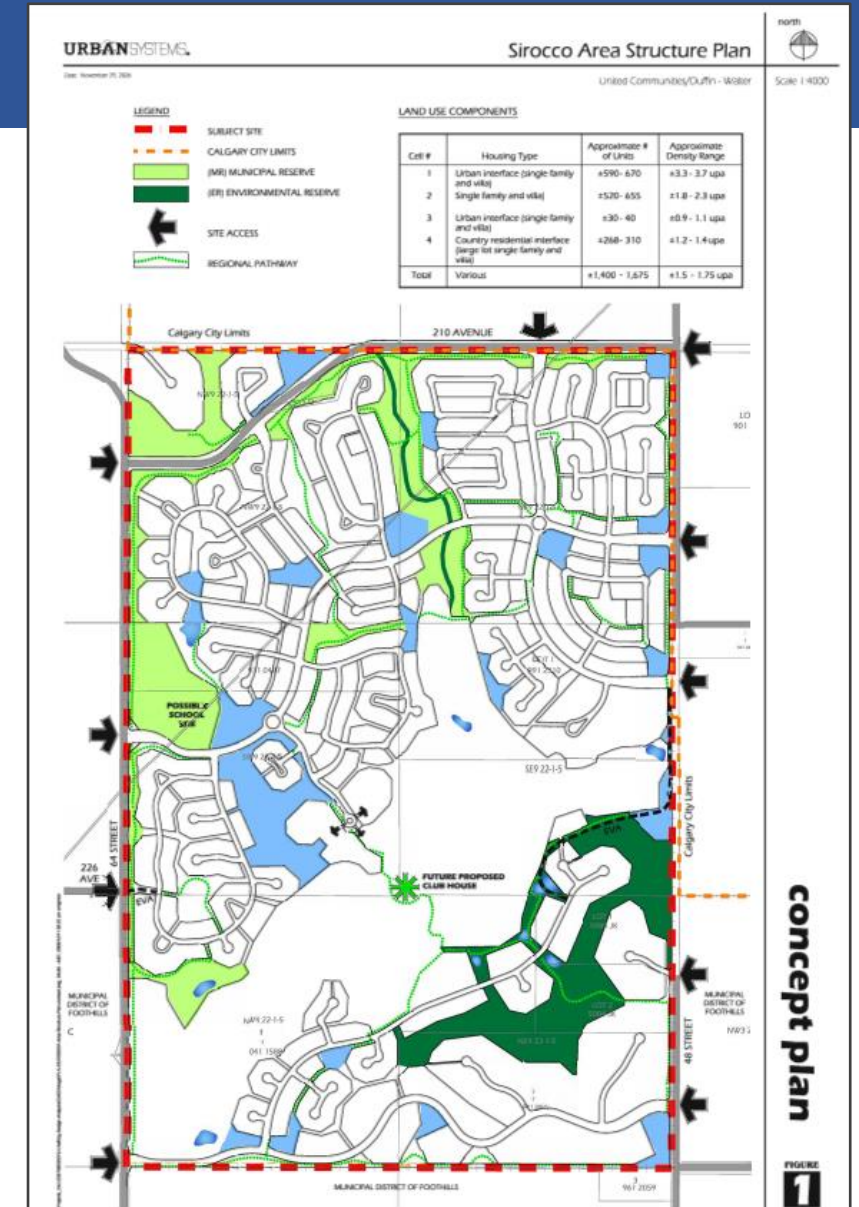 north
URBANSYSTEMS.
Sirocco Area Structure Plan
United Communities/Duffin - Walter
Scale 1:4000
LEGEND
SUBJECT SITE
CALGARY CITY LIMITS
(MR) MUNICIPAL RESERVE
(ER) ENVIRONMENTAL RESERVE
SITE ACCESS
REGIONAL PATHWAY
LAND USE COMPONENTS
Cell # Housing Type Approximate # of Units Approximate Density Range
1 Urban interface (single family and villa) ±590- 670 ±3.3- 3.7 upa
2 Single family and villa) ±520- 655 ±1.8 - 2.3 upa
3 Urban interface (single family and villa) ±30 - 40 ±0.9 - 1.1 upa
4 Country residential interface (large lot single family and villa) ±268- 310 ±1.2 - 1.4 upa
Total Various ±1,400 - 1,675 ±1.5 - 1.75 upa
Calgary City Limits
210 AVENUE
LO
901
POSSIBLE
SCHOOL
SITE
SE9 22-1-5
Calgary City Limits
64 STREET
226
AVE
EVA
EVA
FUTURE PROPOSED
CLUB HOUSE
MUNICIPAL
DISTRICT OF
FOOTHILLS
C
MUNICIPAL
DISTRICT OF
FOOTHILLS
48 STREET
MUNICIPAL DISTRICT OF FOOTHILLS
3
961 2059
concept plan
FIGURE
1